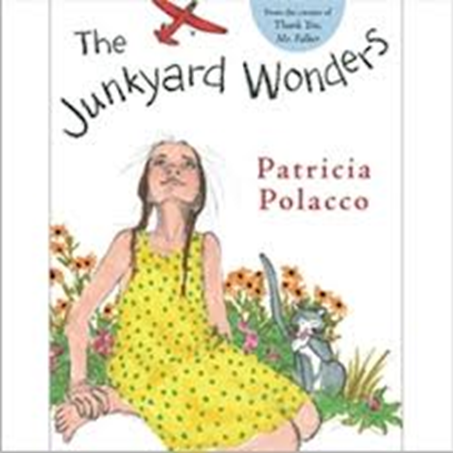 From the creator of
Thank You,
Mr. Falker
The
Junkyard Wonders
Patricia
Polacco